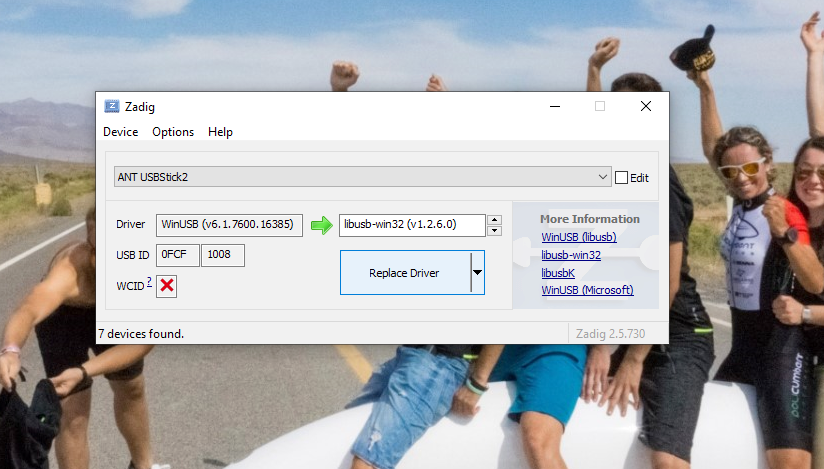 Zadig
Device Options Help
ANT USBStick2
Edit
Driver WinUSB (v6.1.7600.16385) libusb-win32 (v1.2.6.0)
USB ID 0FCF 1008
WCID ?
Replace Driver
More Information
WinUSB (libusb)
libusb-win32
libusbK
WinUSB (Microsoft)
7 devices found.
Zadig 2.5.730